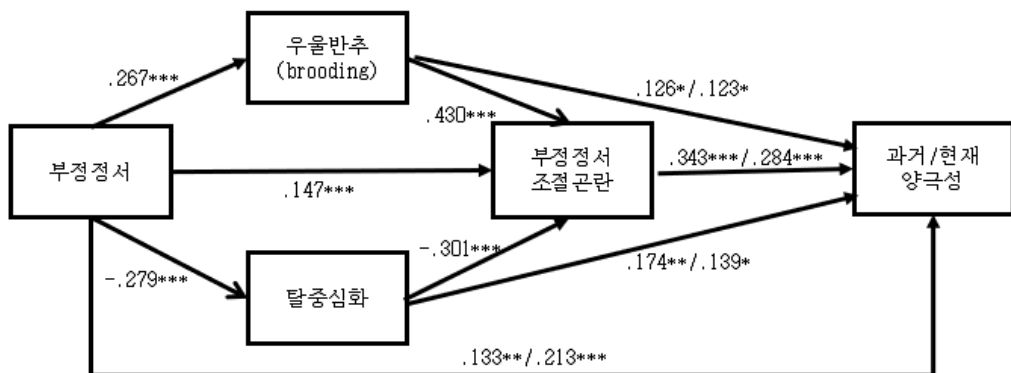 우울반추
(brooding)
.267***
.126*/.123*
.430***
부정정서
부정정서
조절곤란
.343***/.284***
과거/현재
양극성
.147***
-.301***
-.279***
탈중심화
.174**/.139*
.133**/.213***